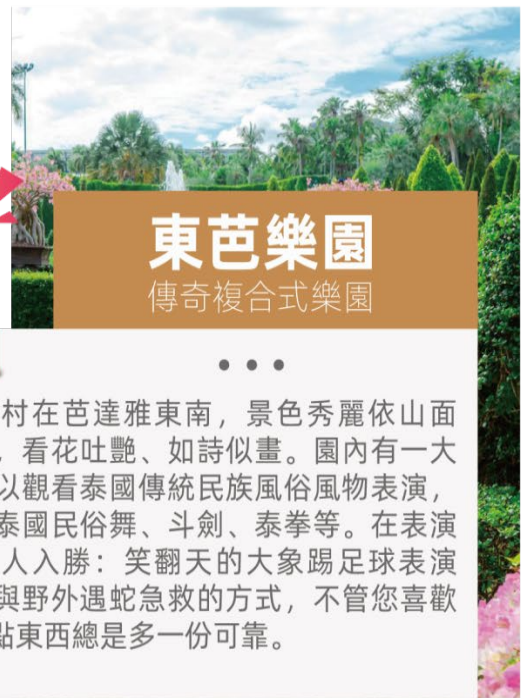 東芭樂園
傳奇複合式樂園
村在芭達雅東南，景色秀麗依山面
看花吐艷、如詩似畫。園內有一大
以觀看泰國傳統民族風俗風物表演，
泰國民俗舞、斗劍、泰拳等。在表演
人入勝：笑翻天的大象踢足球表演
與野外遇蛇急救的方式，不管您喜歡
點東西總是多一份可靠。